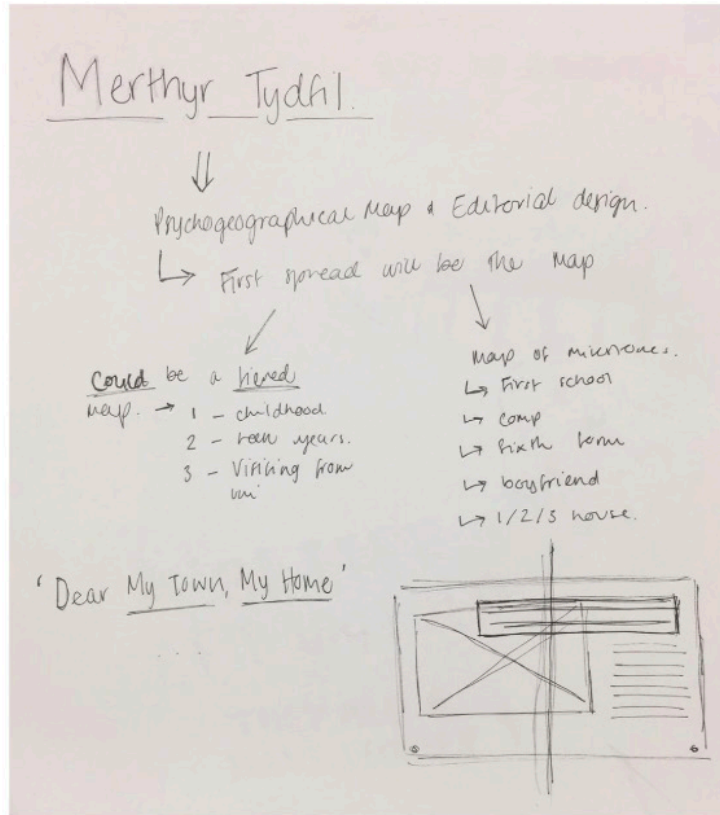 Merthyr Tydfil.
Psychogeographical Map & Editorial design.
First spread will be the map
Could be a tiered
map. → 1 - childhood.
2 - teen years.
3 - Visiting from
uni
Map of milestones.
↳ First school
↳ comp
↳ sixth form
↳ boyfriend
↳ 1/2/3 house.
'Dear My Town, My Home'
....